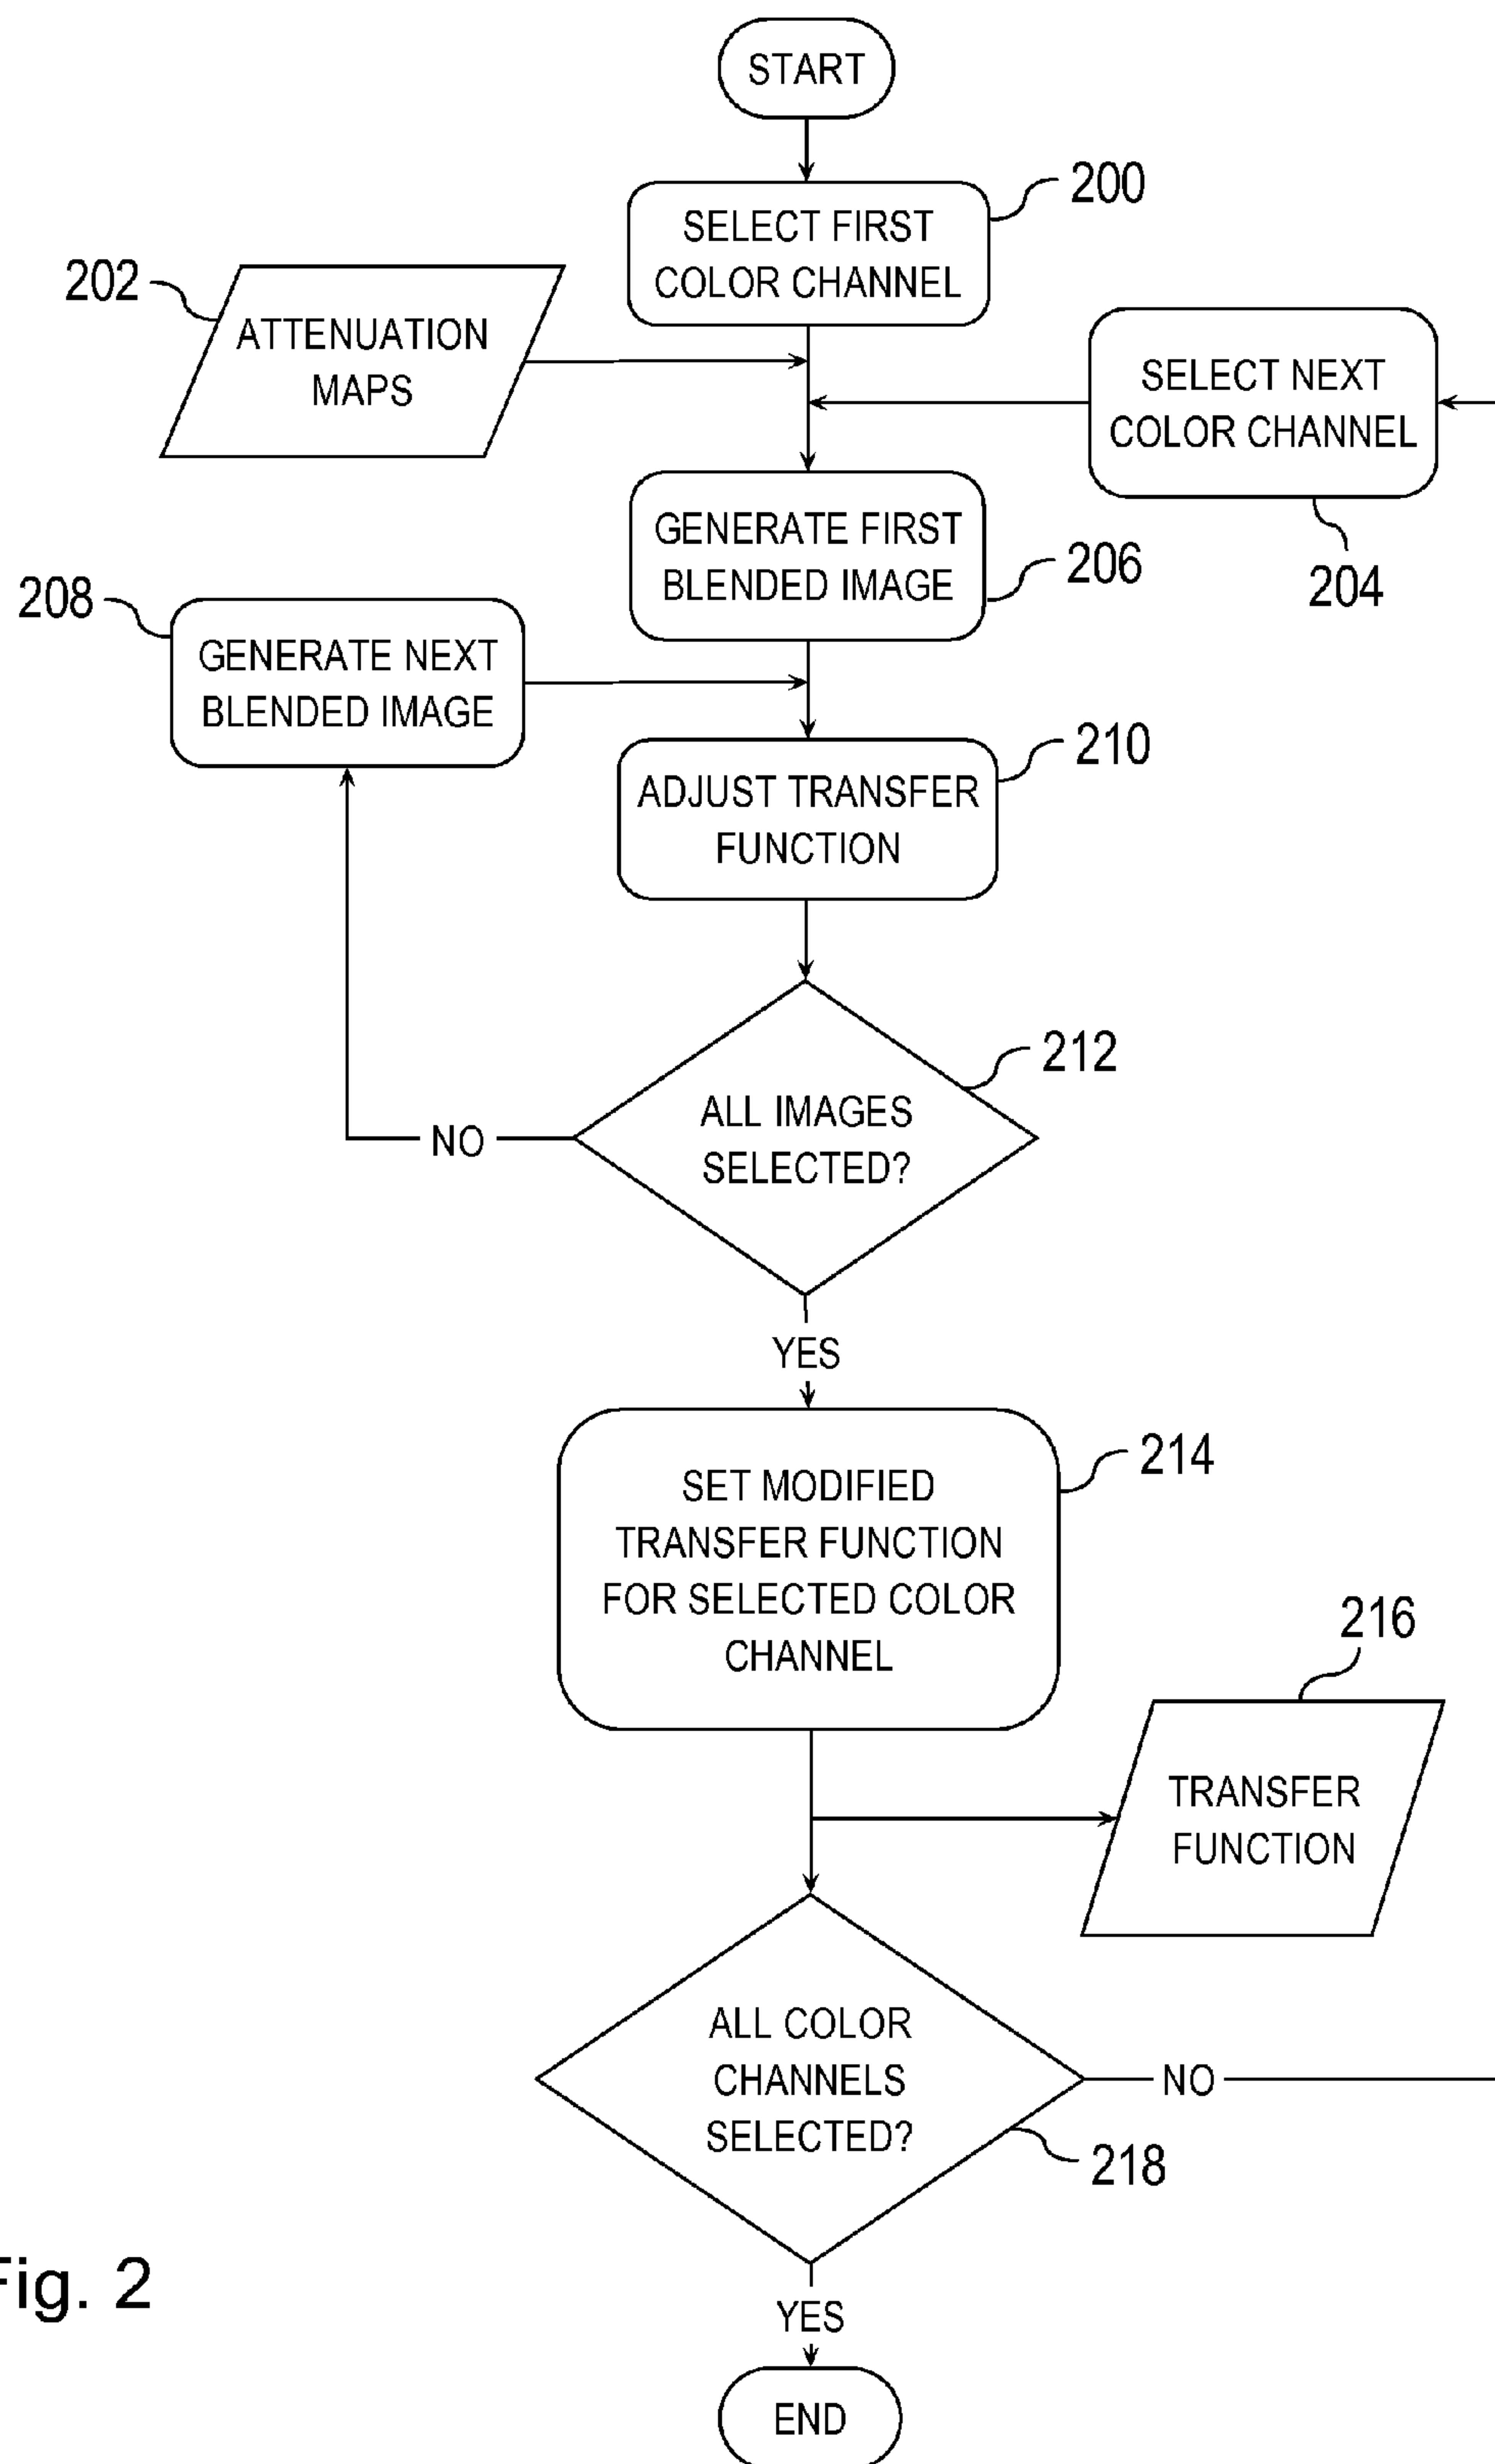 START
200
SELECT FIRST
COLOR CHANNEL
202
ATTENUATION
MAPS
SELECT NEXT
COLOR CHANNEL
204
GENERATE FIRST
BLENDED IMAGE
206
208
GENERATE NEXT
BLENDED IMAGE
210
ADJUST TRANSFER
FUNCTION
212
ALL IMAGES
SELECTED?
NO
YES
214
SET MODIFIED
TRANSFER FUNCTION
FOR SELECTED COLOR
CHANNEL
216
TRANSFER
FUNCTION
ALL COLOR
CHANNELS
SELECTED?
NO
218
YES
Fig. 2
END